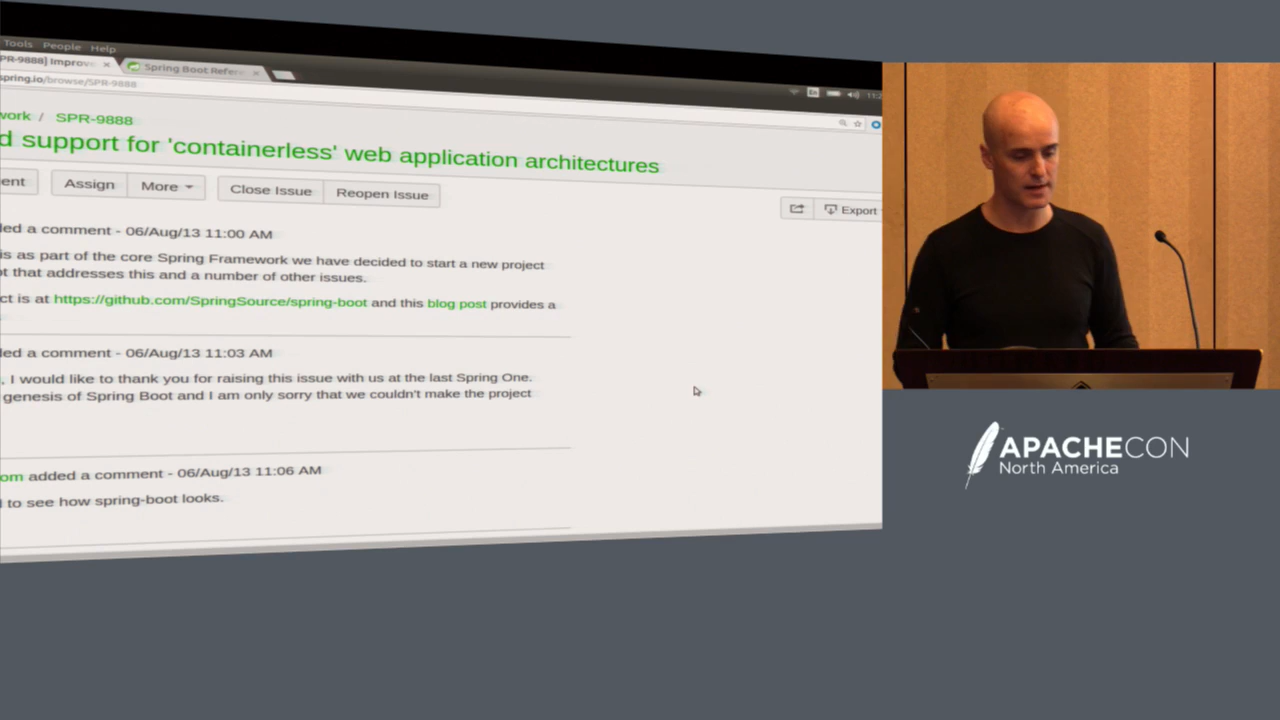 Tools People Help
PR-9888] Improv
Spring Boot Refer
spring.io/browse/SPR-9888
work / SPR-9888
d support for 'containerless' web application architectures
ent
Assign
More
Close Issue
Reopen Issue
Export
ed a comment - 06/Aug/13 11:00 AM
is as part of the core Spring Framework we have decided to start a new project
t that addresses this and a number of other issues.
ct is at https://github.com/SpringSource/spring-boot and this blog post provides a
ed a comment - 06/Aug/13 11:03 AM
, I would like to thank you for raising this issue with us at the last Spring One.
genesis of Spring Boot and I am only sorry that we couldn't make the project
om added a comment - 06/Aug/13 11:06 AM
to see how spring-boot looks.
APACHECON
North America